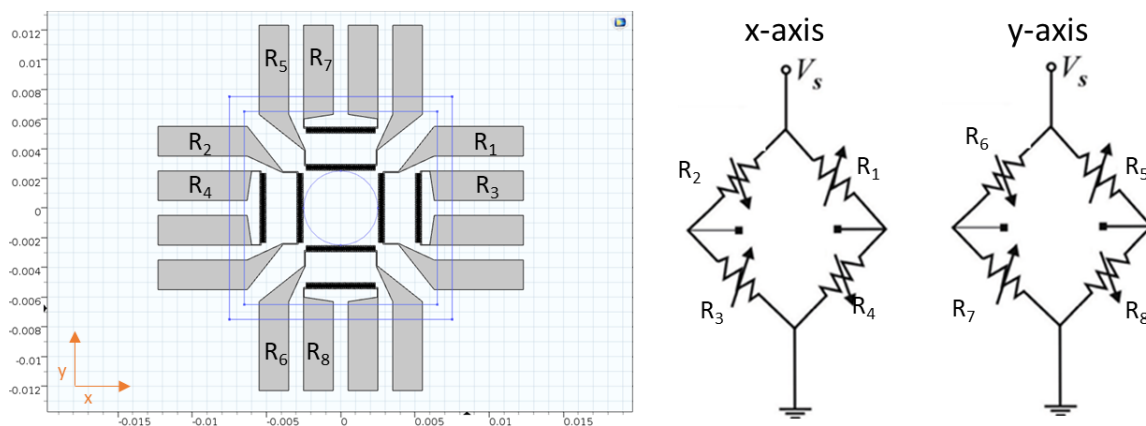 x-axis
y-axis
0.012
0.01
0.008
0.006
0.004
0.002
0
-0.002
-0.004
-0.006
-0.008
-0.01
-0.012
-0.015
-0.01
-0.005
0
0.005
0.01
0.015
R5
R7
R2
R1
R4
R3
R6
R8
y
x
Vs
R2
R1
R3
R4
Vs
R6
R5
R7
R8